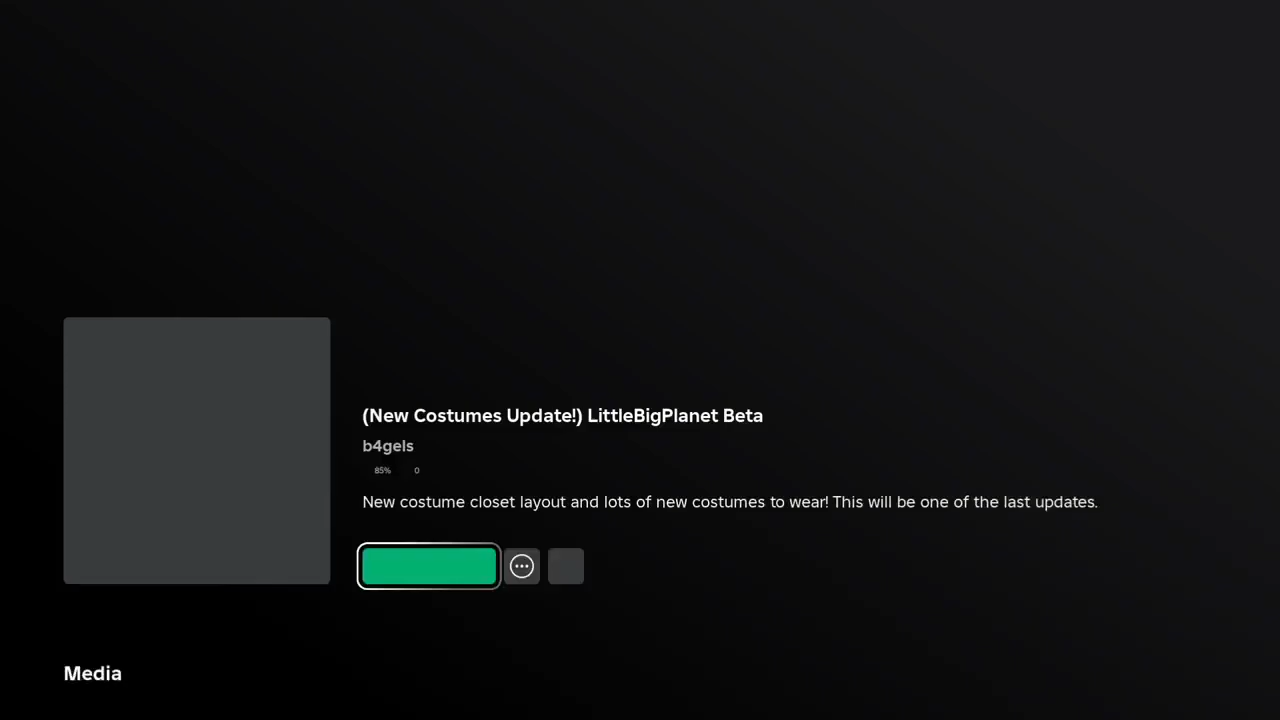 (New Costumes Update!) LittleBigPlanet Beta
b4gels
85% 0
New costume closet layout and lots of new costumes to wear! This will be one of the last updates.
Media